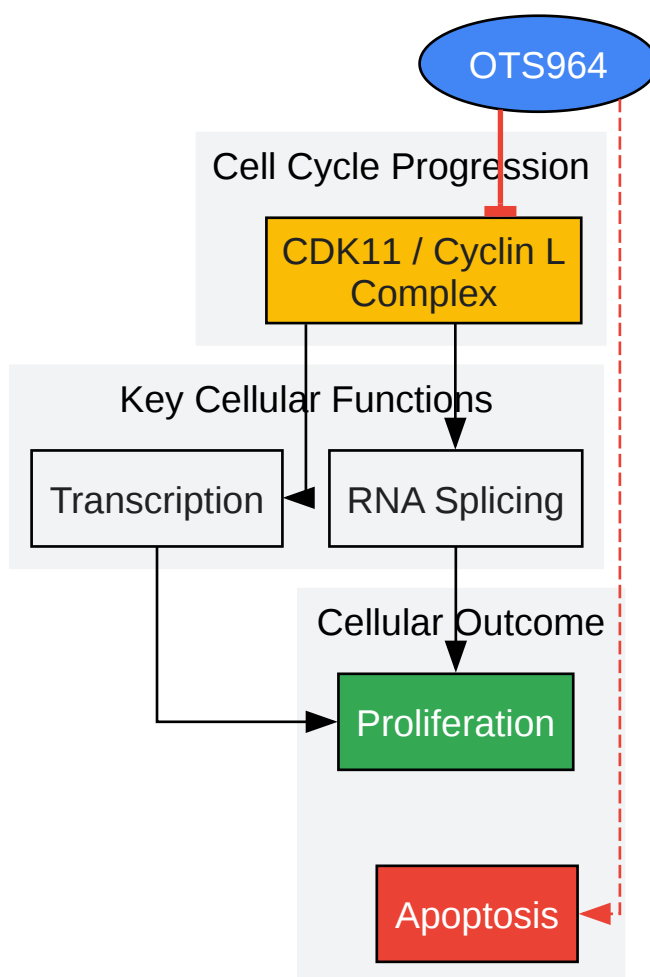 OTS964
Cell Cycle Progression
CDK11 / Cyclin L
Complex
Key Cellular Functions
Transcription
RNA Splicing
Cellular Outcome
Proliferation
Apoptosis